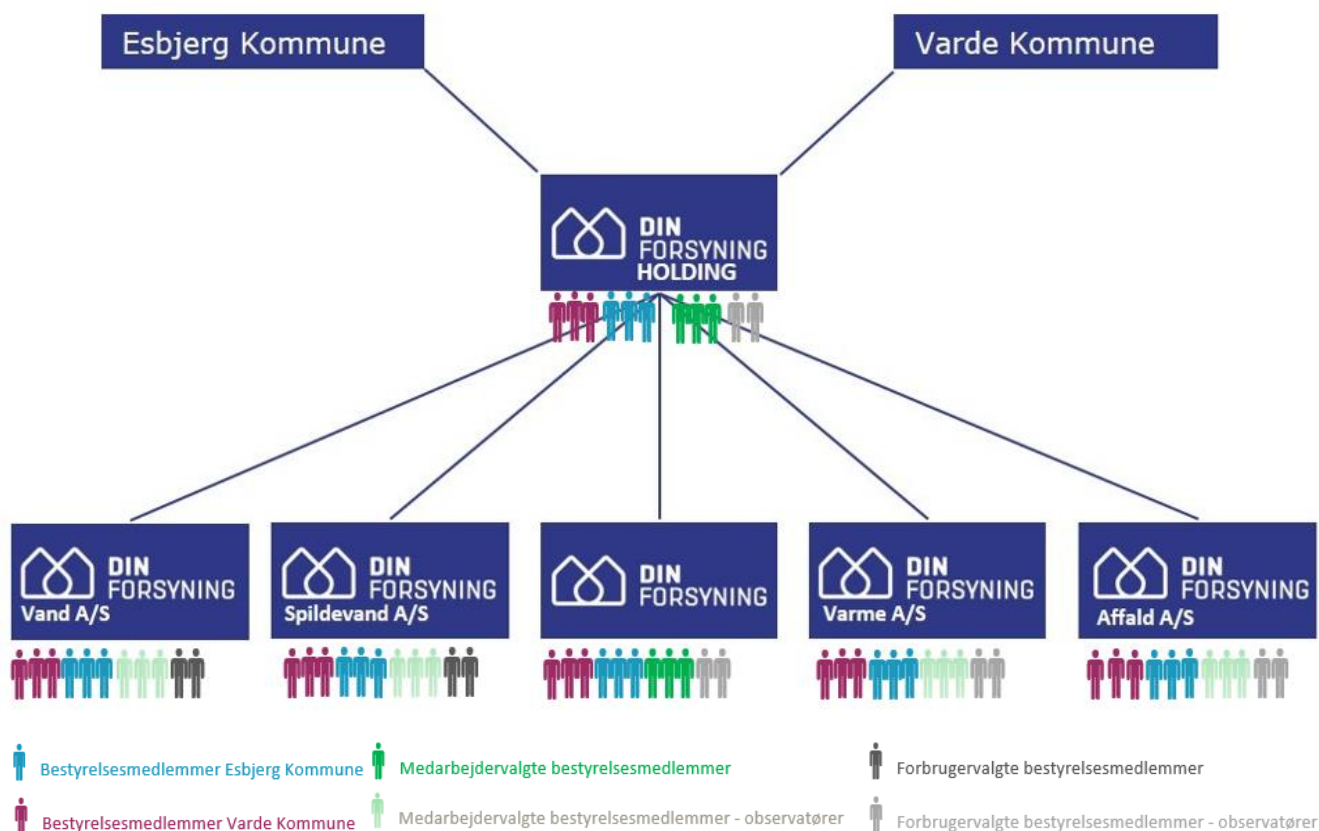 Esbjerg Kommune
Varde Kommune
DIN
FORSYNING
HOLDING
DIN
FORSYNING
Vand A/S
DIN
FORSYNING
Spildevand A/S
DIN
FORSYNING
DIN
FORSYNING
Varme A/S
DIN
FORSYNING
Affald A/S
Bestyrelsesmedlemmer Esbjerg Kommune
Medarbejdervalgte bestyrelsesmedlemmer
Forbrugervalgte bestyrelsesmedlemmer
Bestyrelsesmedlemmer Varde Kommune
Medarbejdervalgte bestyrelsesmedlemmer - observatører
Forbrugervalgte bestyrelsesmedlemmer - observatører